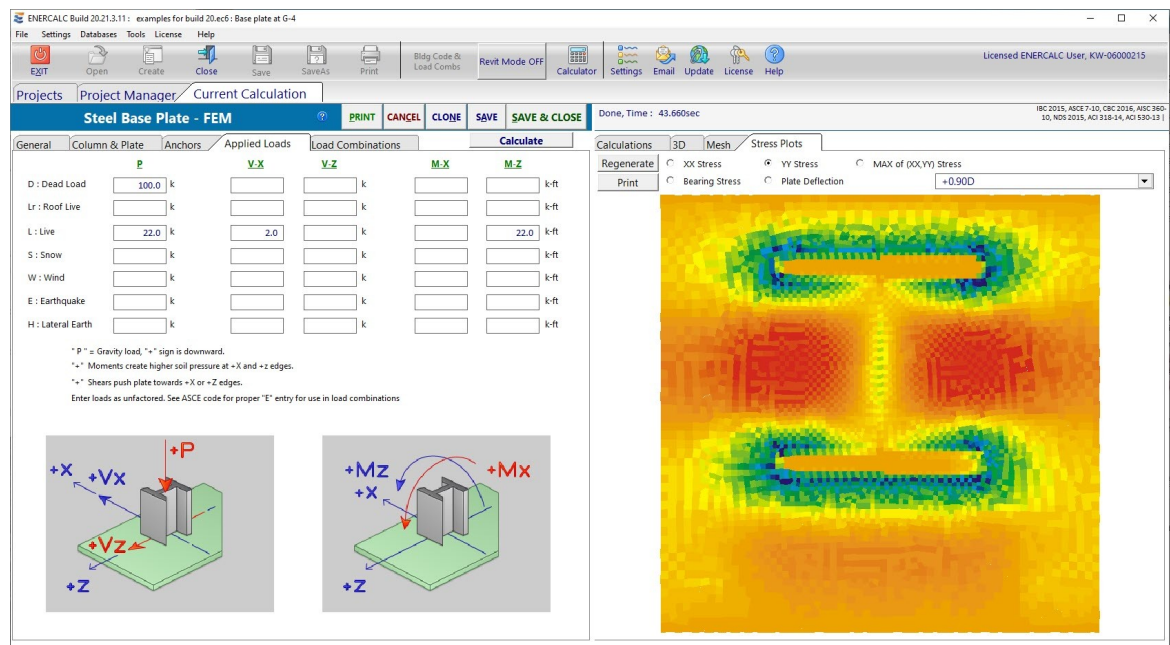 ENERCALC Build 20.21.3.11 : examples for build 20.ec6 : Base plate at G-4
File Settings Databases Tools License Help
EXIT Open Create Close Save SaveAs Print Bldg Code & Load Combs Revit Mode OFF Calculator Settings Email Update License Help Licensed ENERCALC User, KW-06000215
Projects Project Manager Current Calculation
Steel Base Plate - FEM ? PRINT CANCEL CLONE SAVE SAVE & CLOSE
Done, Time : 43.660sec
IBC 2015, ASCE 7-10, CBC 2016, AISC 360-
10, NDS 2015, ACI 318-14, ACI 530-13 |
General Column & Plate Anchors Applied Loads Load Combinations Calculate
Calculations 3D Mesh Stress Plots
Regenerate XX Stress YY Stress MAX of (XX,YY) Stress
Print Bearing Stress Plate Deflection +0.90D
P V-X V-Z M-X M-Z
D : Dead Load 100.0 k k k-ft
Lr : Roof Live k k k-ft
L : Live 22.0 k 2.0 k 22.0 k-ft
S : Snow k k k-ft
W : Wind k k k-ft
E : Earthquake k k k-ft
H : Lateral Earth k k k-ft
" P " = Gravity load, "+" sign is downward.
"+" Moments create higher soil pressure at +X and +z edges.
"+" Shears push plate towards +X or +Z edges.
Enter loads as unfactored. See ASCE code for proper "E" entry for use in load combinations
+P
+X
+Vx
+Vz
+Z
+Mz
+Mx
+X
+Z